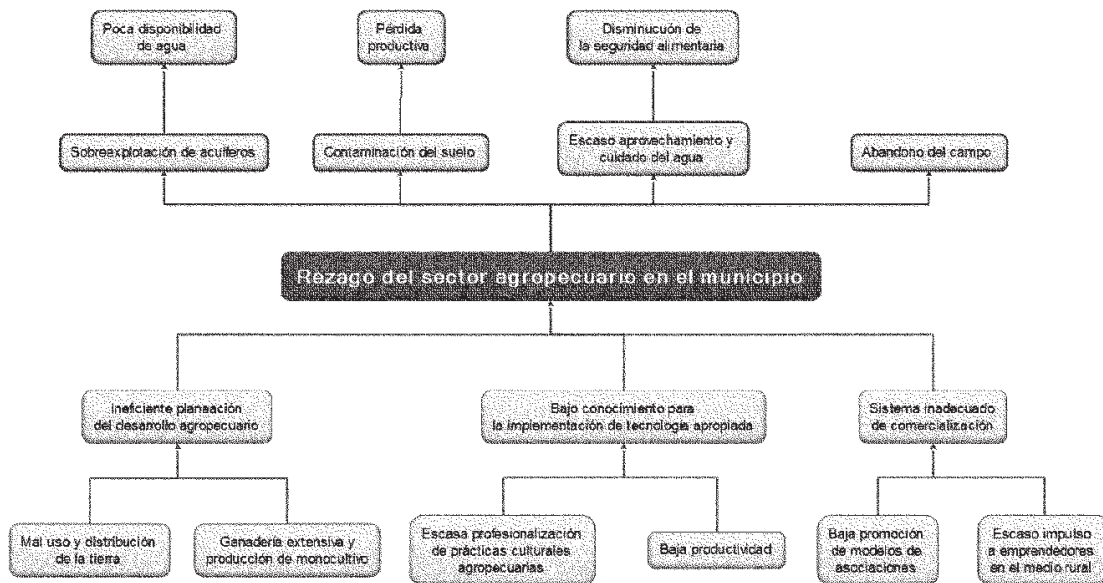 Poca disponibilidad
de agua
Pérdida
productiva
Disminución de
la seguridad alimentaria
Sobreexplotación de acuíferos
Contaminación del suelo
Escaso aprovechamiento y
cuidado del agua
Abandono del campo
Rezago del sector agropecuario en el municipio
Ineficiente planeación
del desarrollo agropecuario
Bajo conocimiento para
la implementación de tecnología apropiada
Sistema inadecuado
de comercialización
Mal uso y distribución
de la tierra
Ganadería extensiva y
producción de monocultivo
Escasa profesionalización
de prácticas culturales
agropecuarias
Baja productividad
Baja promoción
de modelos de
asociaciones
Escaso impulso
a emprendedores
en el medio rural